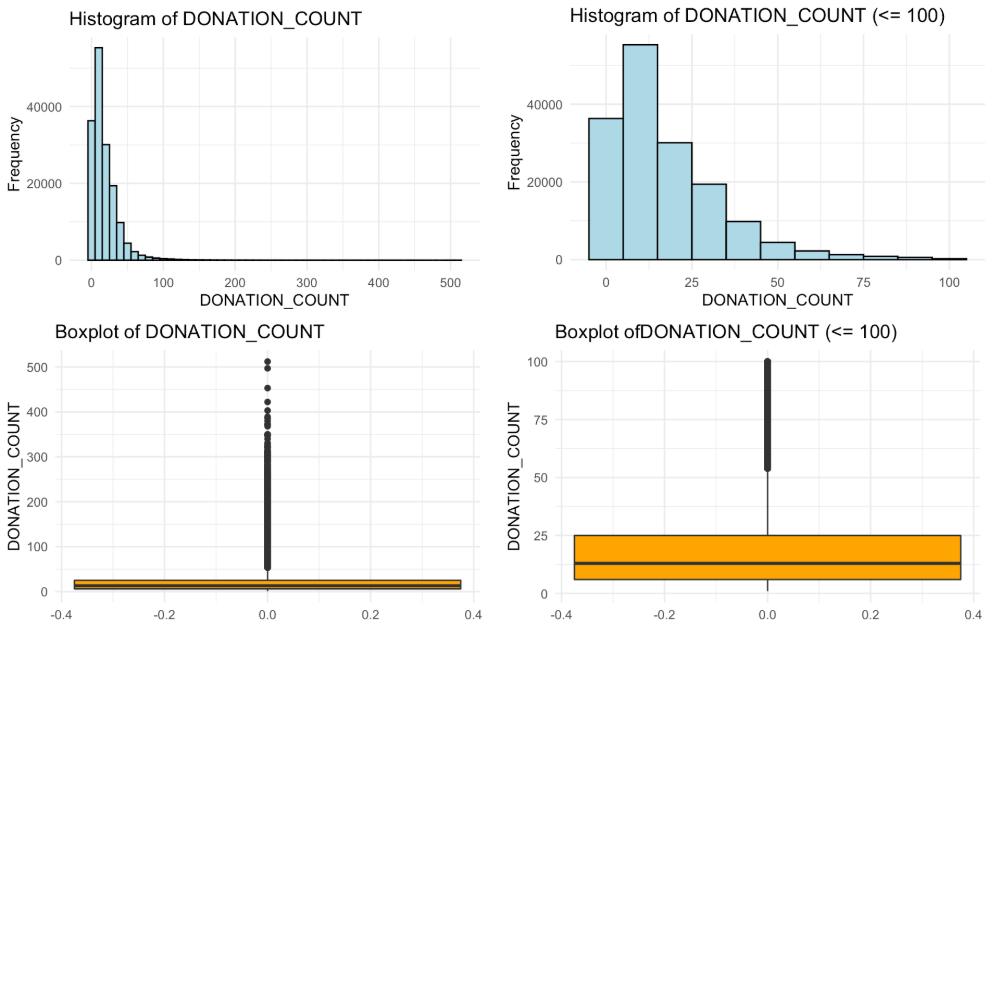 Histogram of DONATION_COUNT
Frequency
40000
20000
0
0 100 200 300 400 500
DONATION_COUNT
Histogram of DONATION_COUNT (<= 100)
Frequency
40000
20000
0
0 25 50 75 100
DONATION_COUNT
Boxplot of DONATION_COUNT
DONATION_COUNT
500
400
300
200
100
0
-0.4 -0.2 0.0 0.2 0.4
Boxplot ofDONATION_COUNT (<= 100)
DONATION_COUNT
100
75
50
25
0
-0.4 -0.2 0.0 0.2 0.4